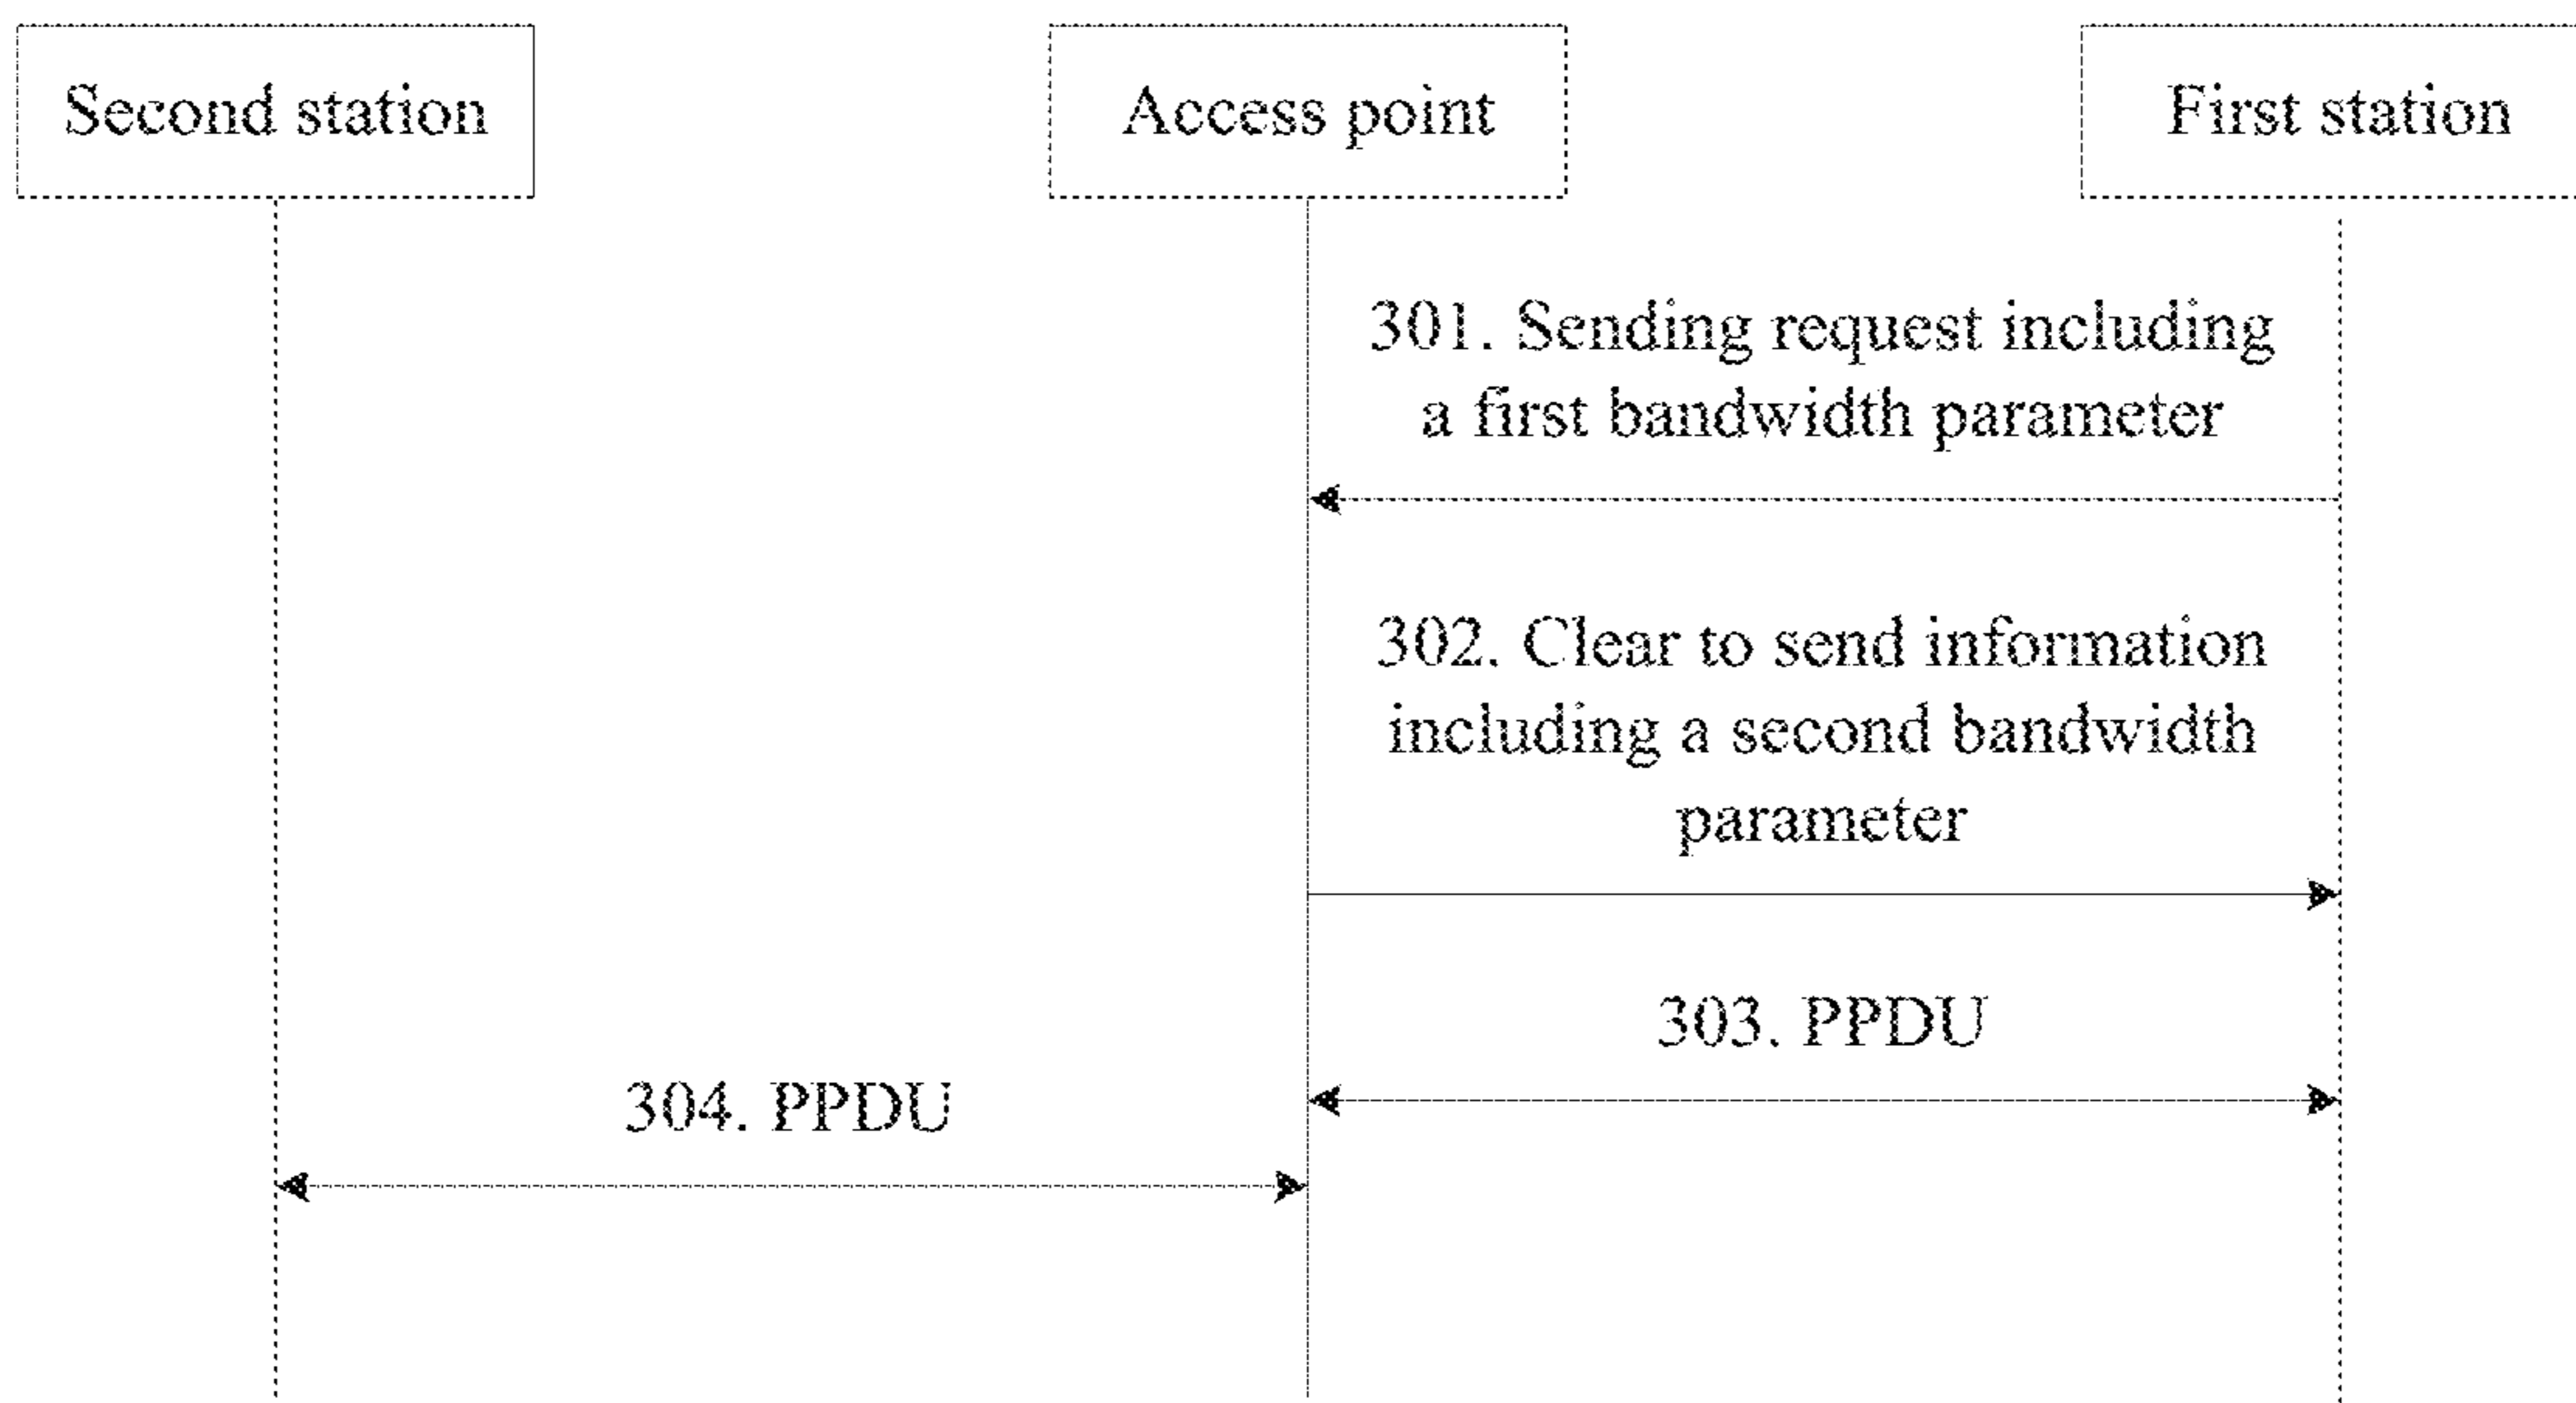 Second station
Access point
First station
301. Sending request including
a first bandwidth parameter
302. Clear to send information
including a second bandwidth
parameter
303. PPDU
304. PPDU